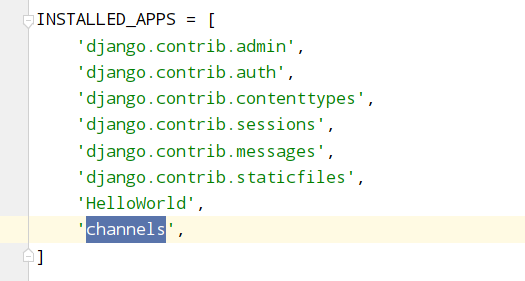 INSTALLED_APPS = [
    'django.contrib.admin',
    'django.contrib.auth',
    'django.contrib.contenttypes',
    'django.contrib.sessions',
    'django.contrib.messages',
    'django.contrib.staticfiles',
    'HelloWorld',
    'channels',
]